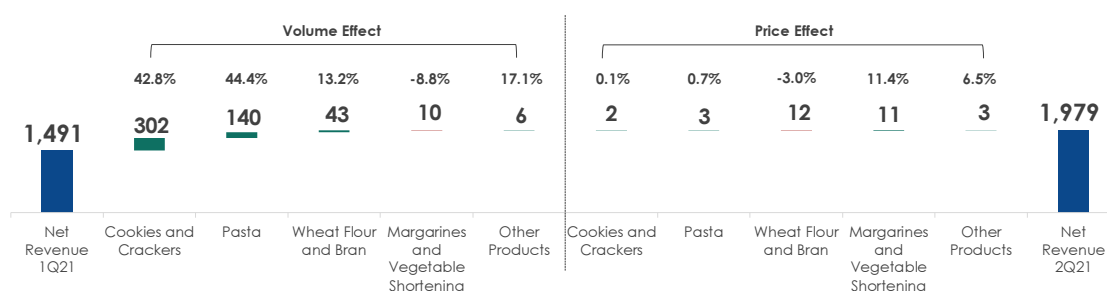 Volume Effect
Price Effect
42.8% 44.4% 13.2% -8.8% 17.1% 0.1% 0.7% -3.0% 11.4% 6.5%
1,491 302 140 43 10 6 2 3 12 11 3 1,979
Net
Revenue
1Q21
Cookies and
Crackers
Pasta
Wheat Flour
and Bran
Margarines
and
Vegetable
Shortening
Other
Products
Cookies and
Crackers
Pasta
Wheat Flour
and Bran
Margarines
and
Vegetable
Shortening
Other
Products
Net
Revenue
2Q21